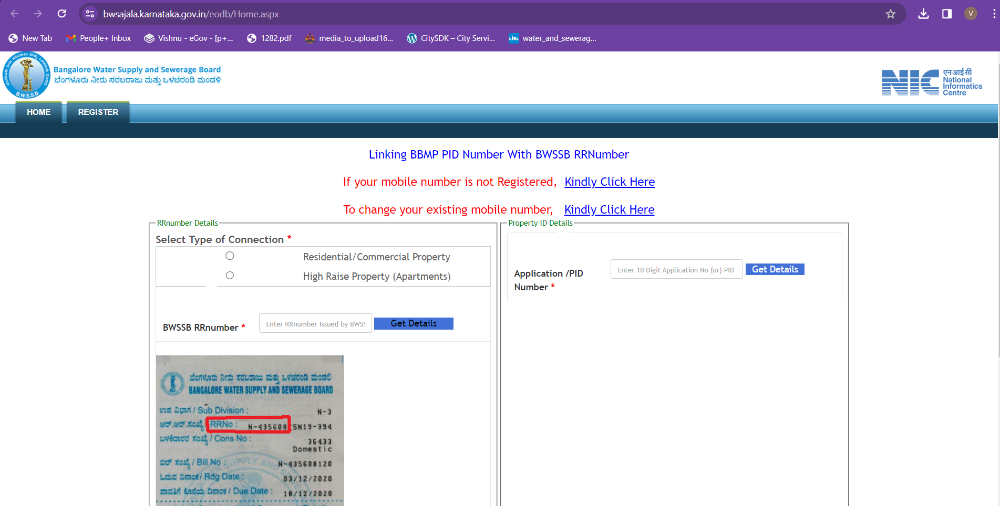 bwsajala.karnataka.gov.in/eodb/Home.aspx
V
New Tab
People+ Inbox
Vishnu - eGov - [p+...
1282.pdf
media_to_upload16...
CitySDK – City Servi...
water_and_sewerag...
Bangalore Water Supply and Sewerage Board
ಬೆಂಗಳೂರು ನೀರು ಸರಬರಾಜು ಮತ್ತು ಒಳಚರಂಡಿ ಮಂಡಳಿ
B.W.S.S.B
NIC
एन आई सी
National
Informatics
Centre
HOME
REGISTER
Linking BBMP PID Number With BWSSB RRNumber
If your mobile number is not Registered, Kindly Click Here
To change your existing mobile number, Kindly Click Here
RRnumber Details
Select Type of Connection *
Residential/Commercial Property
High Raise Property (Apartments)
BWSSB RRnumber *
Enter RRnumber Issued by BWSS
Get Details
ಬೆಂಗಳೂರು ನೀರು ಸರಬರಾಜು ಮತ್ತು ಒಳಚರಂಡಿ ಮಂಡಲಿ
BANGALORE WATER SUPPLY AND SEWERAGE BOARD
ಉಪ ವಿಭಾಗ / Sub Division :
N-3
ಆರ್.ಆರ್.ಸಂಖ್ಯೆ RRNo : N-435608 SN19-394
ಬಳಕೆದಾರರ ಸಂಖ್ಯೆ / Cons No :
36433
Domestic
ಬಿಲ್ ಸಂಖ್ಯೆ / Bill No :
N-435608120
ಓದುವ ದಿನಾಂಕ/ Rdg Date :
03/12/2020
ಪಾವತಿಗೆ ಕೊನೆಯ ದಿನಾಂಕ / Due Date :
18/12/2020
Property ID Details
Application /PID
Number *
Enter 10 Digit Application No (or) PID
Get Details